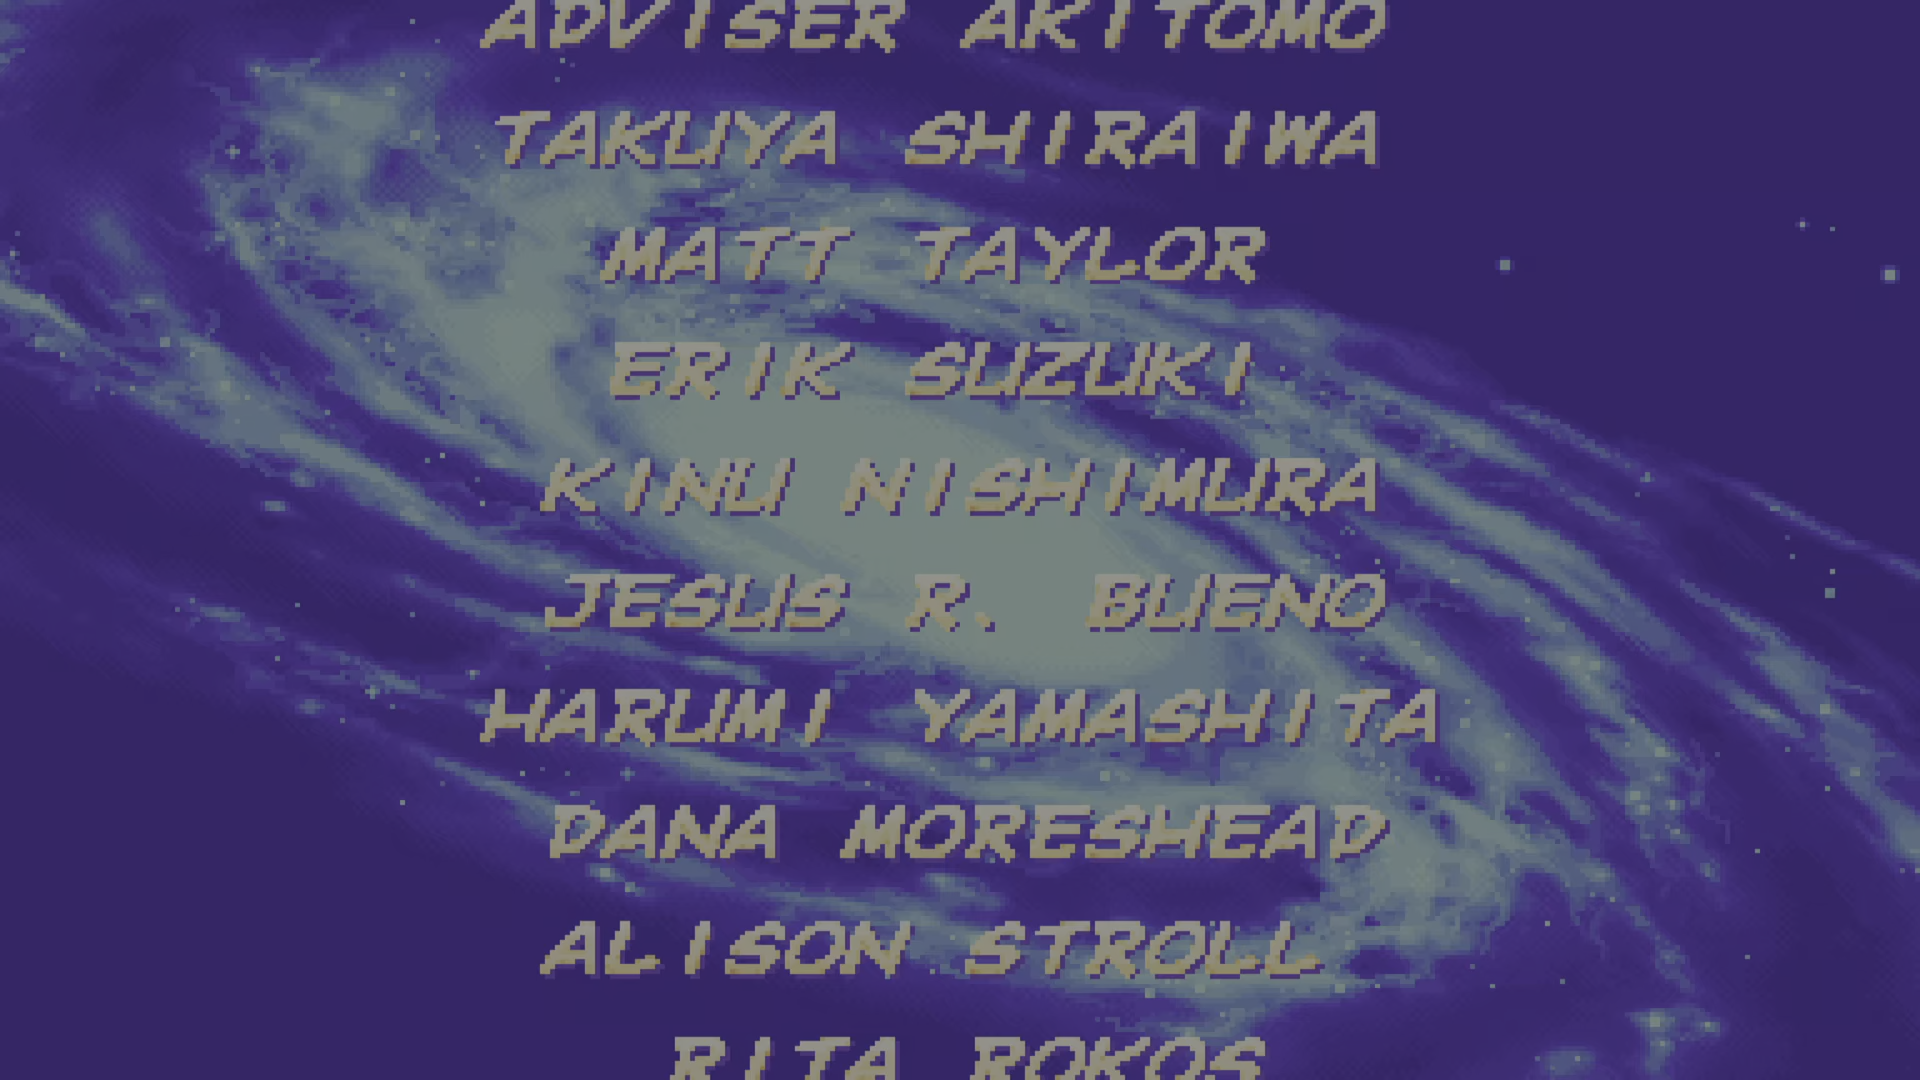 ADVISER AKITOMO
TAKUYA SHIRAIWA
MATT TAYLOR
ERIK SUZUKI
KINU NISHIMURA
JESUS R. BUENO
HARUMI YAMASHITA
DANA MORESHEAD
ALISON STROLL
RITA ROKOS